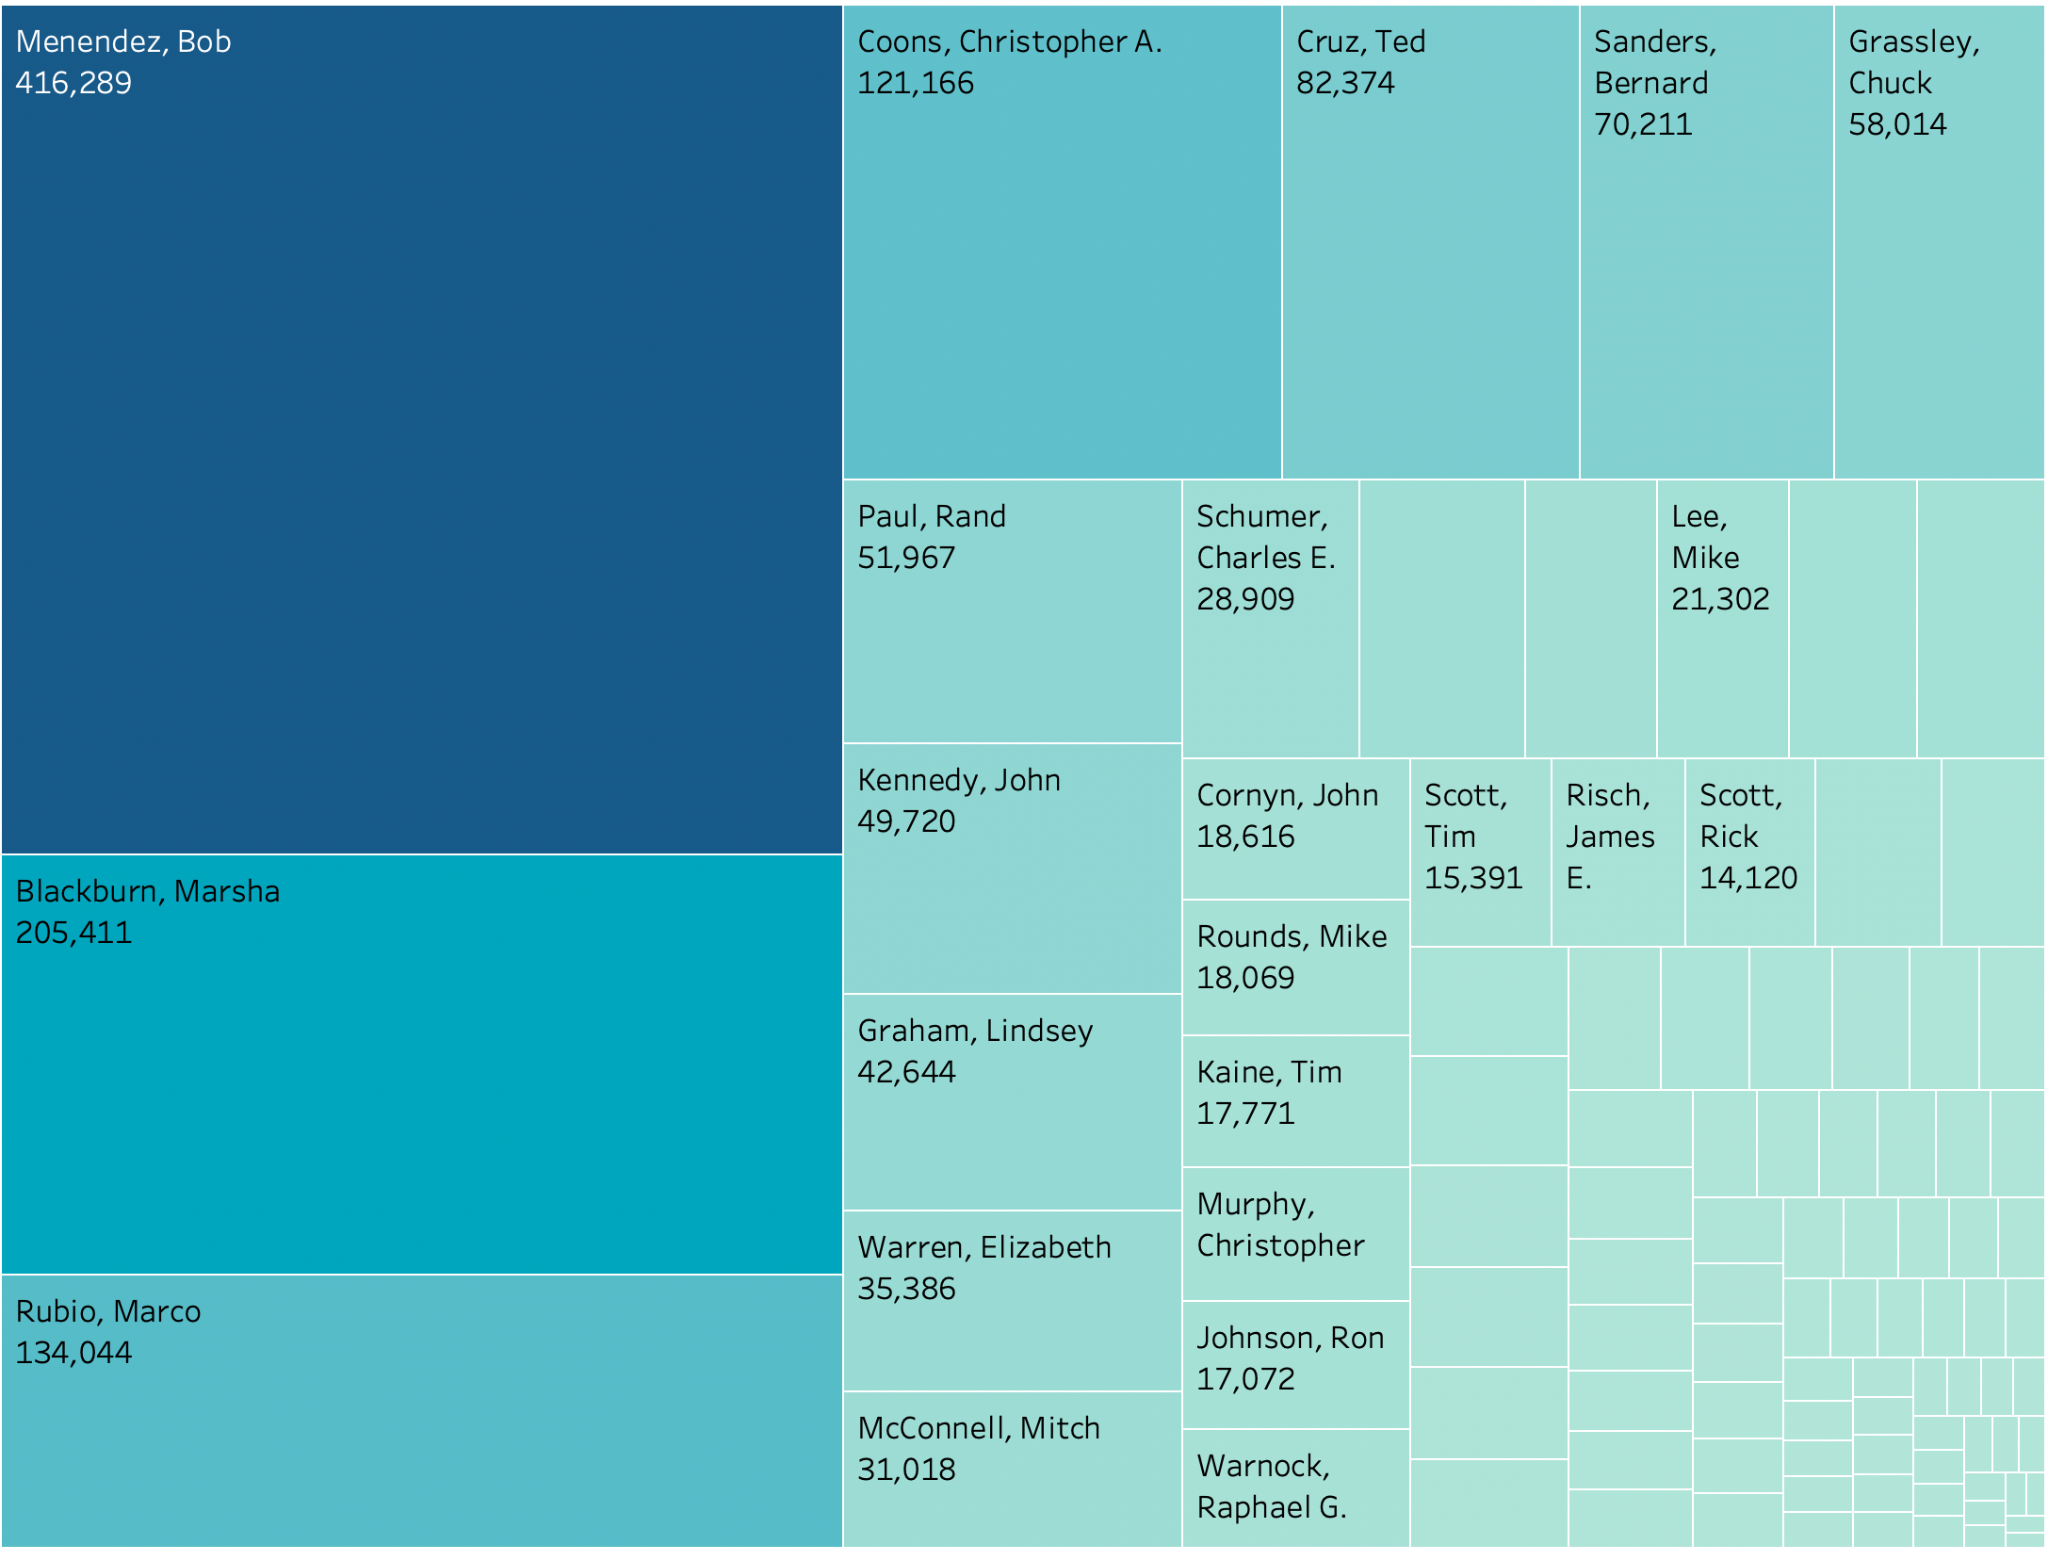 Menendez, Bob
416,289
Blackburn, Marsha
205,411
Rubio, Marco
134,044
Coons, Christopher A.
121,166
Cruz, Ted
82,374
Sanders,
Bernard
70,211
Grassley,
Chuck
58,014
Paul, Rand
51,967
Kennedy, John
49,720
Graham, Lindsey
42,644
Warren, Elizabeth
35,386
McConnell, Mitch
31,018
Schumer,
Charles E.
28,909
Lee,
Mike
21,302
Cornyn, John
18,616
Rounds, Mike
18,069
Kaine, Tim
17,771
Murphy,
Christopher
Johnson, Ron
17,072
Warnock,
Raphael G.
Scott,
Tim
15,391
Risch,
James
E.
Scott,
Rick
14,120